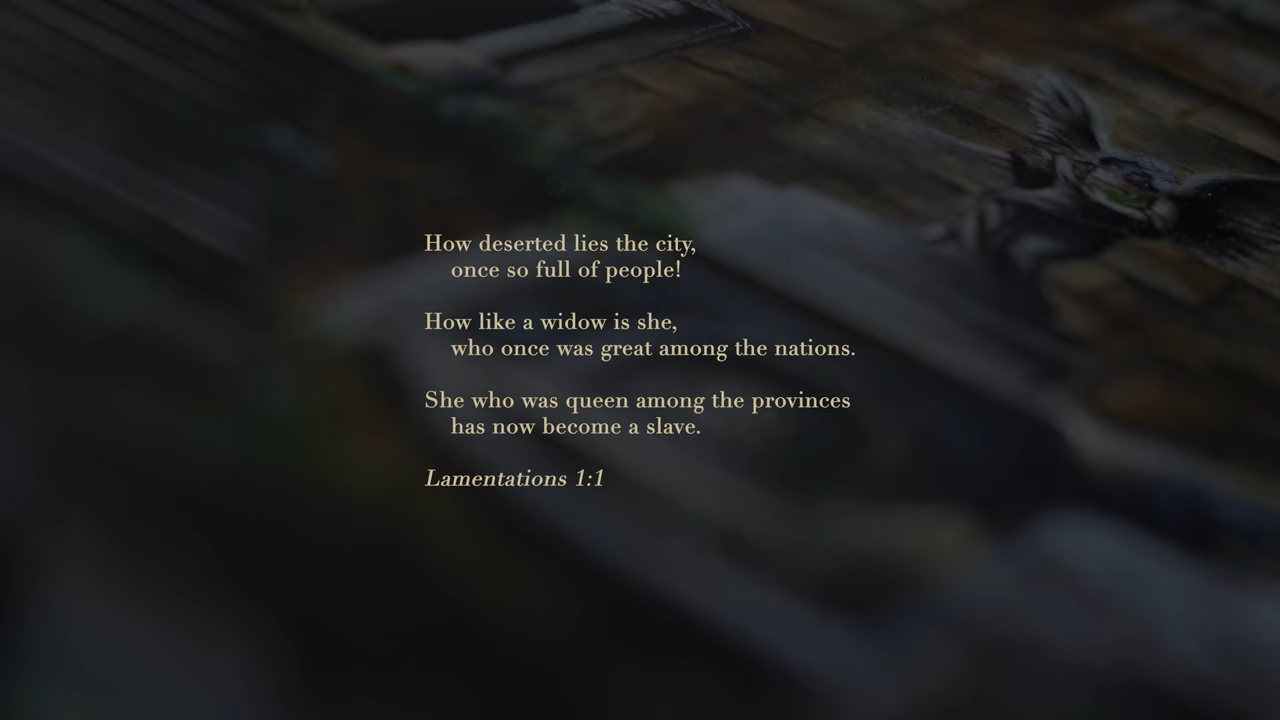 How deserted lies the city,
once so full of people!
How like a widow is she,
who once was great among the nations.
She who was queen among the provinces
has now become a slave.
Lamentations 1:1